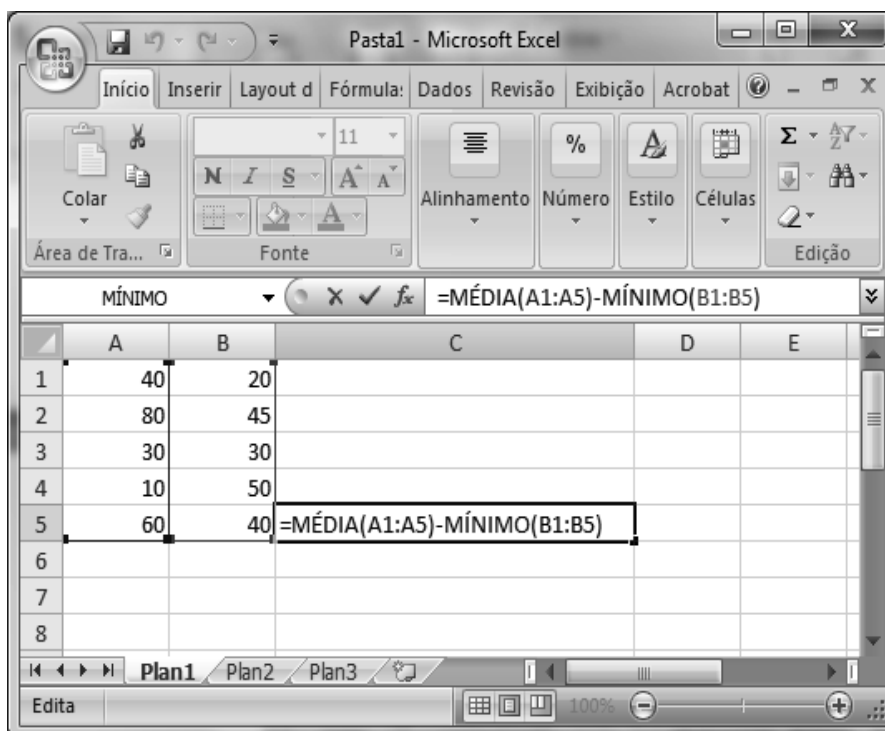 Pasta1 - Microsoft Excel
Início Inserir Layout d Fórmula: Dados Revisão Exibição Acrobat
11
N I S A A
Colar
A
Alinhamento
%
Número
Estilo
Células
Σ
Área de Tra... Fonte Edição
MÍNIMO fx =MÉDIA(A1:A5)-MÍNIMO(B1:B5)
A B C D E
1 40 20
2 80 45
3 30 30
4 10 50
5 60 40 =MÉDIA(A1:A5)-MÍNIMO(B1:B5)
6
7
8
Plan1 Plan2 Plan3
Edita 100%